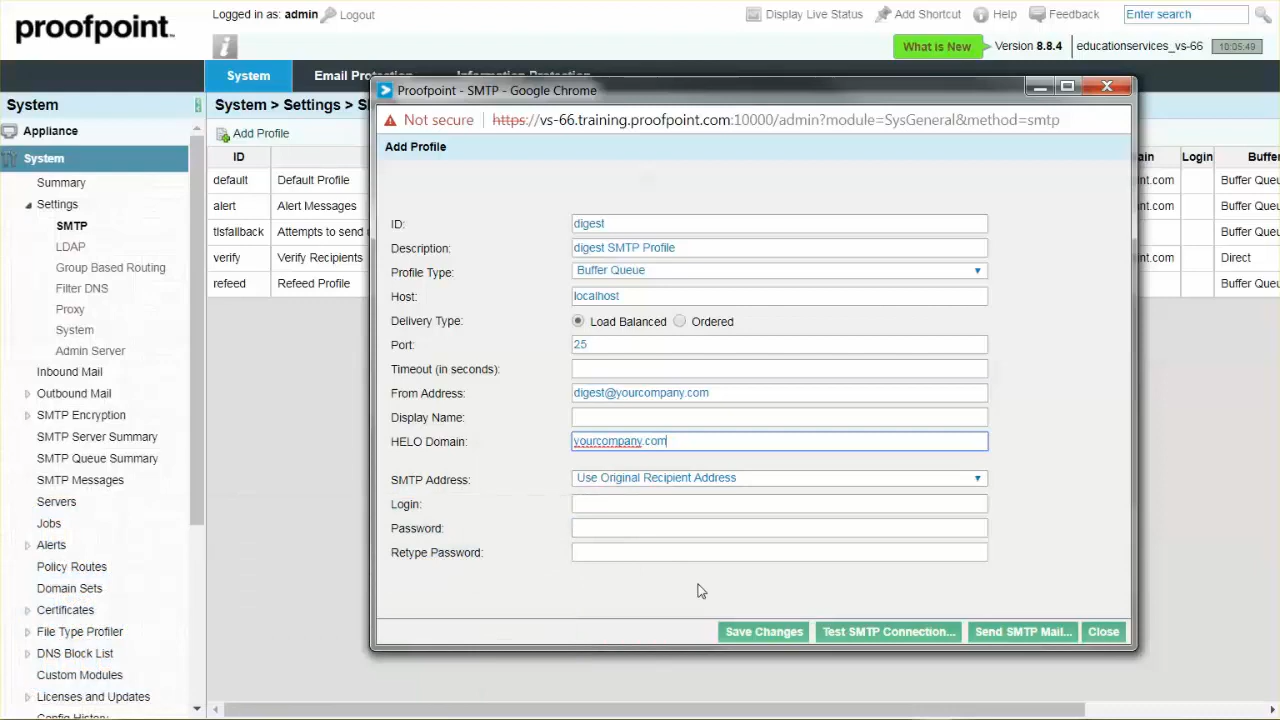 proofpoint
Logged in as: admin Logout
Display Live Status Add Shortcut Help Feedback Enter search
What is New Version 8.8.4 educationservices_vs-66 10:05:49
System Email Protection Information Protection
System
System > Settings >
Appliance
System
Summary
Settings
SMTP
LDAP
Group Based Routing
Filter DNS
Proxy
System
Admin Server
Inbound Mail
Outbound Mail
SMTP Encryption
SMTP Server Summary
SMTP Queue Summary
SMTP Messages
Servers
Jobs
Alerts
Policy Routes
Domain Sets
Certificates
File Type Profiler
DNS Block List
Custom Modules
Licenses and Updates
Config History
Add Profile
ID
default Default Profile
alert Alert Messages
tlsfallback Attempts to send
verify Verify Recipients
refeed Refeed Profile
Proofpoint - SMTP - Google Chrome
Not secure https://vs-66.training.proofpoint.com:10000/admin?module=SysGeneral&method=smtp
Add Profile
ID: digest
Description: digest SMTP Profile
Profile Type: Buffer Queue
Host: localhost
Delivery Type: Load Balanced Ordered
Port: 25
Timeout (in seconds):
From Address: digest@yourcompany.com
Display Name:
HELO Domain: yourcompany.com
SMTP Address: Use Original Recipient Address
Login:
Password:
Retype Password:
Save Changes Test SMTP Connection... Send SMTP Mail... Close
ain Login Buffer
int.com Buffer Queu
int.com Buffer Queu
Buffer Queu
int.com Direct
Buffer Queu